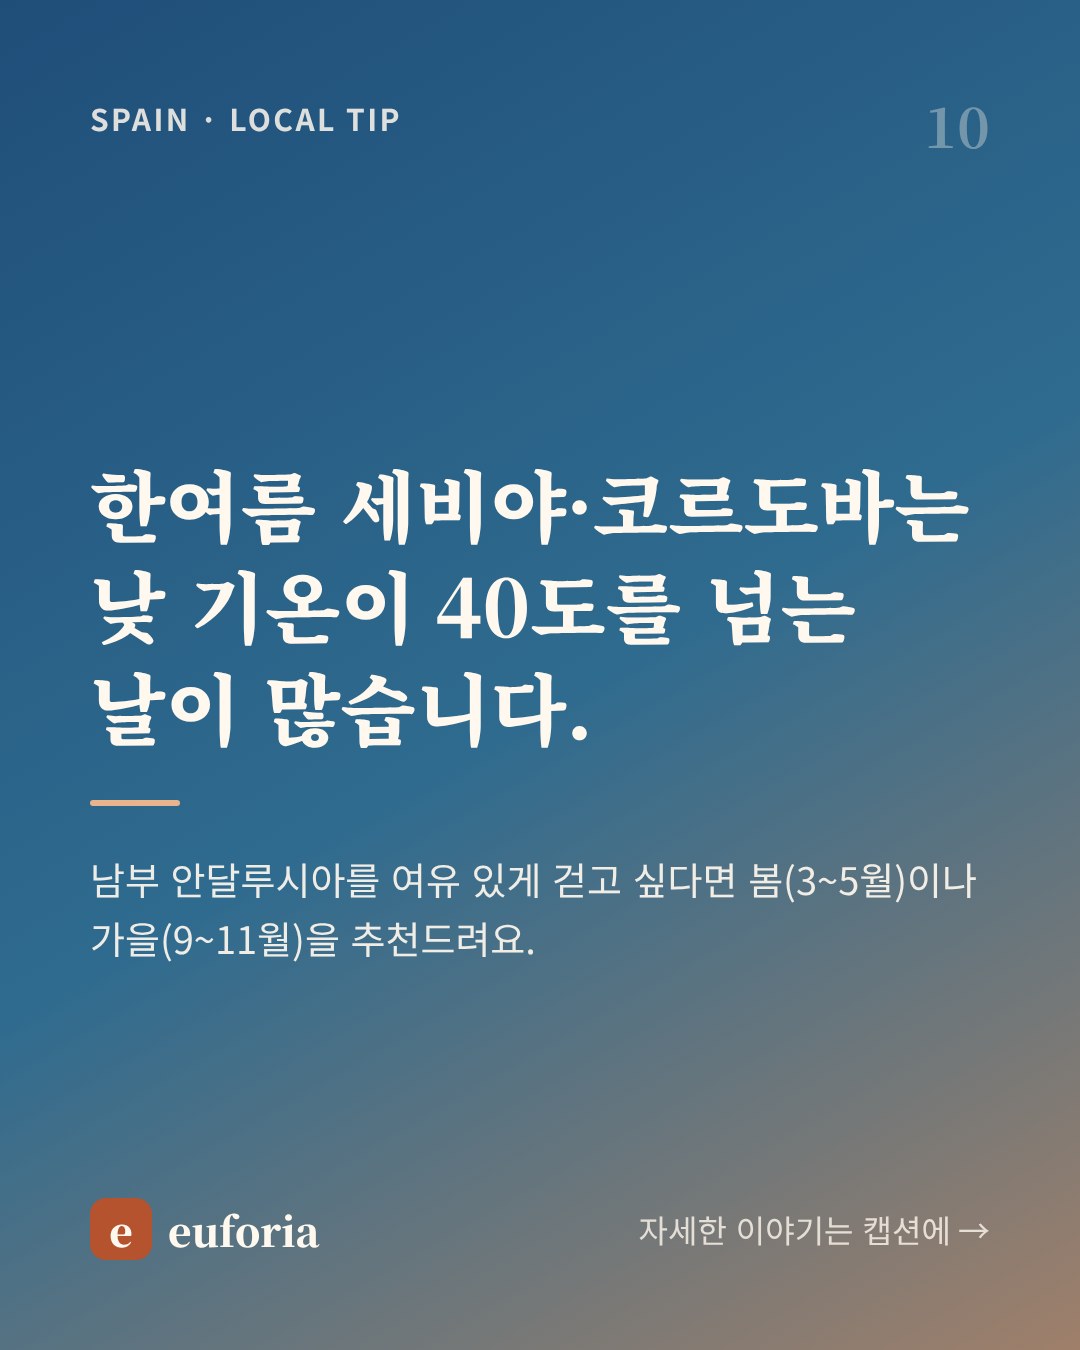 SPAIN · LOCAL TIP
10
한여름 세비야·코르도바는
낮 기온이 40도를 넘는
날이 많습니다.
남부 안달루시아를 여유 있게 걷고 싶다면 봄(3~5월)이나
가을(9~11월)을 추천드려요.
e euforia
자세한 이야기는 캡션에 →